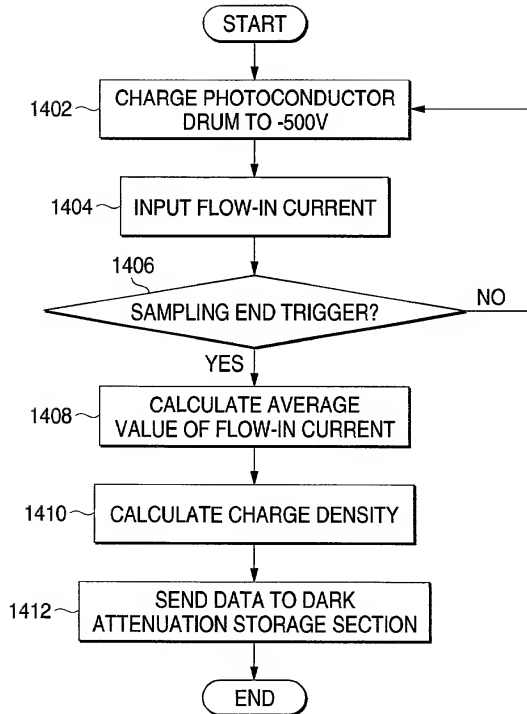 START
1402
CHARGE PHOTOCONDUCTOR
DRUM TO -500V
1404
INPUT FLOW-IN CURRENT
1406
SAMPLING END TRIGGER?
NO
YES
1408
CALCULATE AVERAGE
VALUE OF FLOW-IN CURRENT
1410
CALCULATE CHARGE DENSITY
1412
SEND DATA TO DARK
ATTENUATION STORAGE SECTION
END